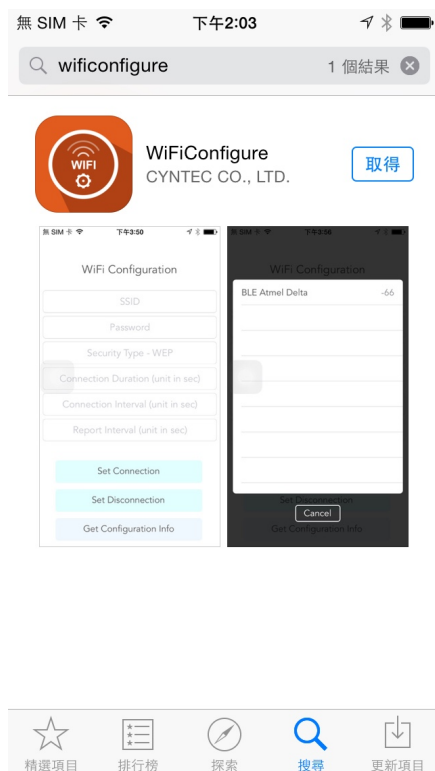 無 SIM 卡 下午2:03
wificonfigure 1 個結果
WiFi
WiFiConfigure
CYNTEC CO., LTD.
取得
無 SIM 卡 下午3:50
WiFi Configuration
SSID
Password
Security Type - WEP
Connection Duration (unit in sec)
Connection Interval (unit in sec)
Report Interval (unit in sec)
Set Connection
Set Disconnection
Get Configuration Info
無 SIM 卡 下午3:56
WiFi Configuration
BLE Atmel Delta -66
Set Disconnection
Cancel
Get Configuration Info
精選項目 排行榜 探索 搜尋 更新項目